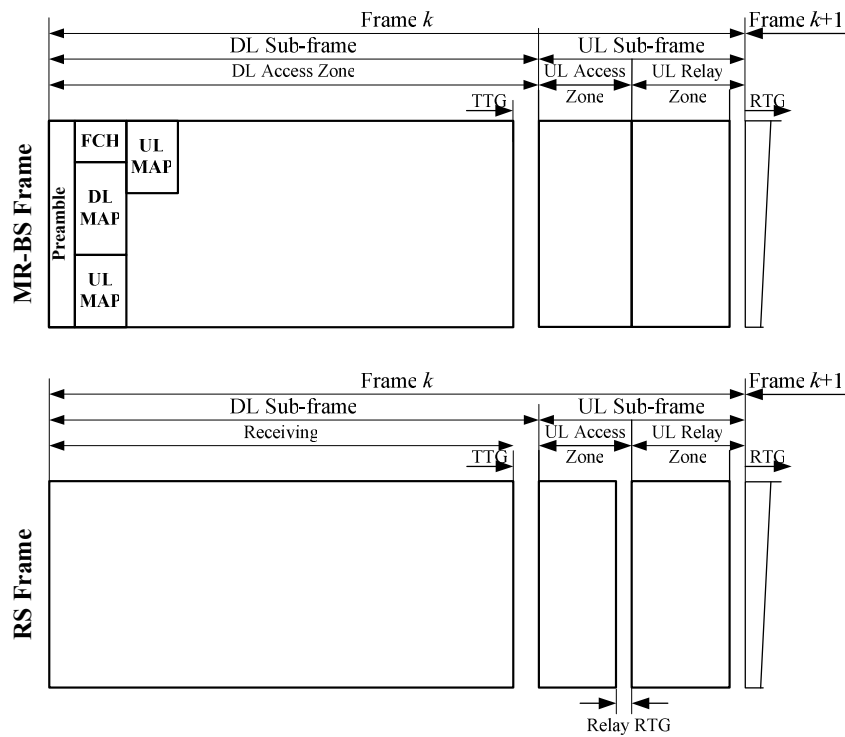 Frame k
Frame k+1
DL Sub-frame
UL Sub-frame
DL Access Zone
UL Access Zone
UL Relay Zone
TTG
RTG
MR-BS Frame
Preamble
FCH
DL MAP
UL MAP
UL MAP
Frame k
Frame k+1
DL Sub-frame
UL Sub-frame
Receiving
UL Access Zone
UL Relay Zone
TTG
RTG
RS Frame
Relay RTG